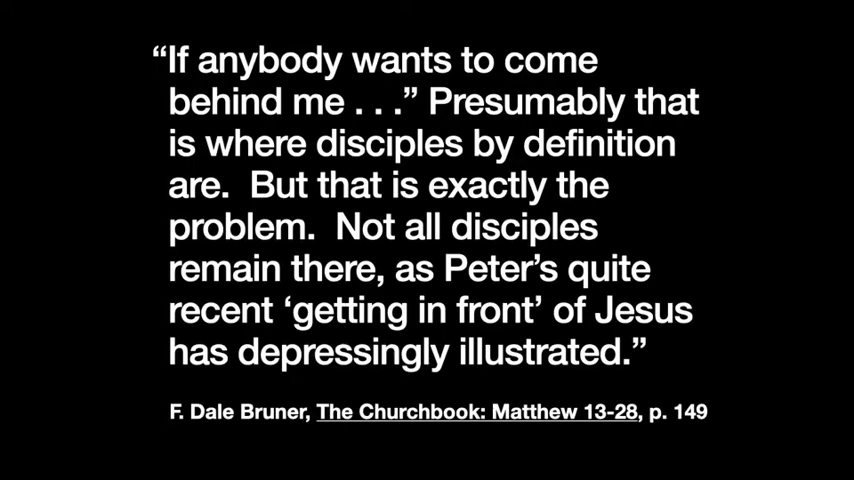 “If anybody wants to come
behind me . . .” Presumably that
is where disciples by definition
are.  But that is exactly the
problem.  Not all disciples
remain there, as Peter’s quite
recent ‘getting in front’ of Jesus
has depressingly illustrated.”
F. Dale Bruner, The Churchbook: Matthew 13-28, p. 149